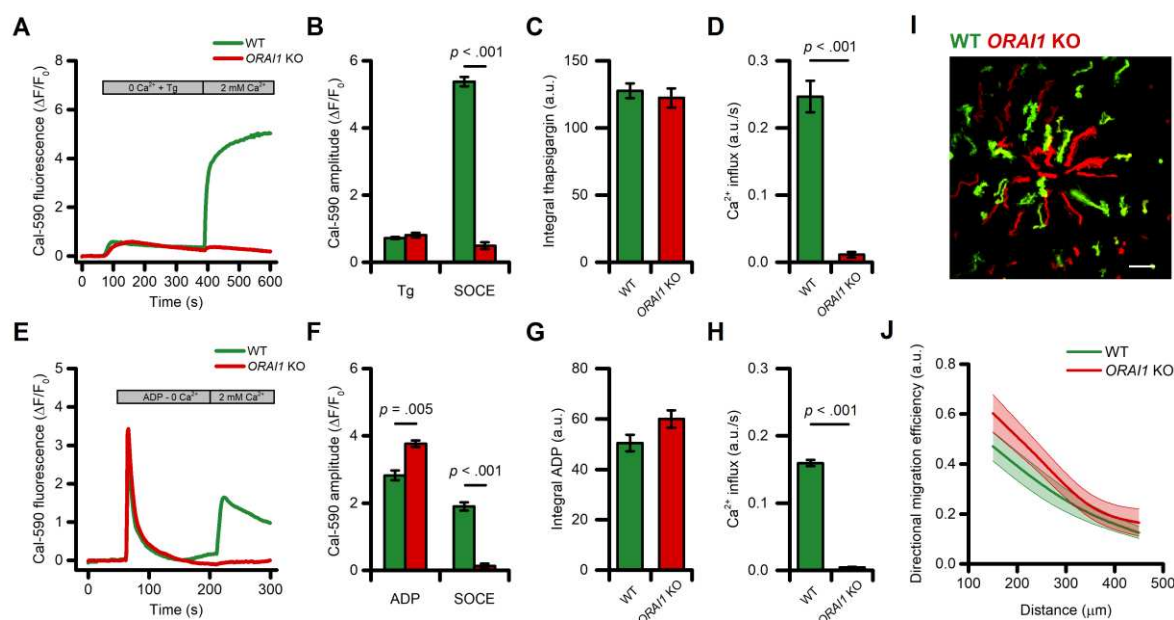 A
WT
ORAI1 KO
Cal-590 fluorescence (ΔF/F0)
8
6
4
2
0
0 Ca2+ + Tg
2 mM Ca2+
0 100 200 300 400 500 600
Time (s)
B
p < .001
Cal-590 amplitude (ΔF/F0)
6
4
2
0
Tg SOCE
C
Integral thapsigargin (a.u.)
150
100
50
0
WT
ORAI1 KO
D
p < .001
Ca2+ influx (a.u./s)
0.3
0.2
0.1
0.0
WT
ORAI1 KO
I
WT ORAI1 KO
E
WT
ORAI1 KO
Cal-590 fluorescence (ΔF/F0)
5
4
3
2
1
0
ADP - 0 Ca2+
2 mM Ca2+
0 100 200 300
Time (s)
F
p = .005
p < .001
Cal-590 amplitude (ΔF/F0)
6
4
2
0
ADP SOCE
G
Integral ADP (a.u.)
80
60
40
20
0
WT
ORAI1 KO
H
p < .001
Ca2+ influx (a.u./s)
0.3
0.2
0.1
0.0
WT
ORAI1 KO
J
WT
ORAI1 KO
Directional migration efficiency (a.u.)
0.8
0.6
0.4
0.2
0.0
100 200 300 400 500
Distance (μm)